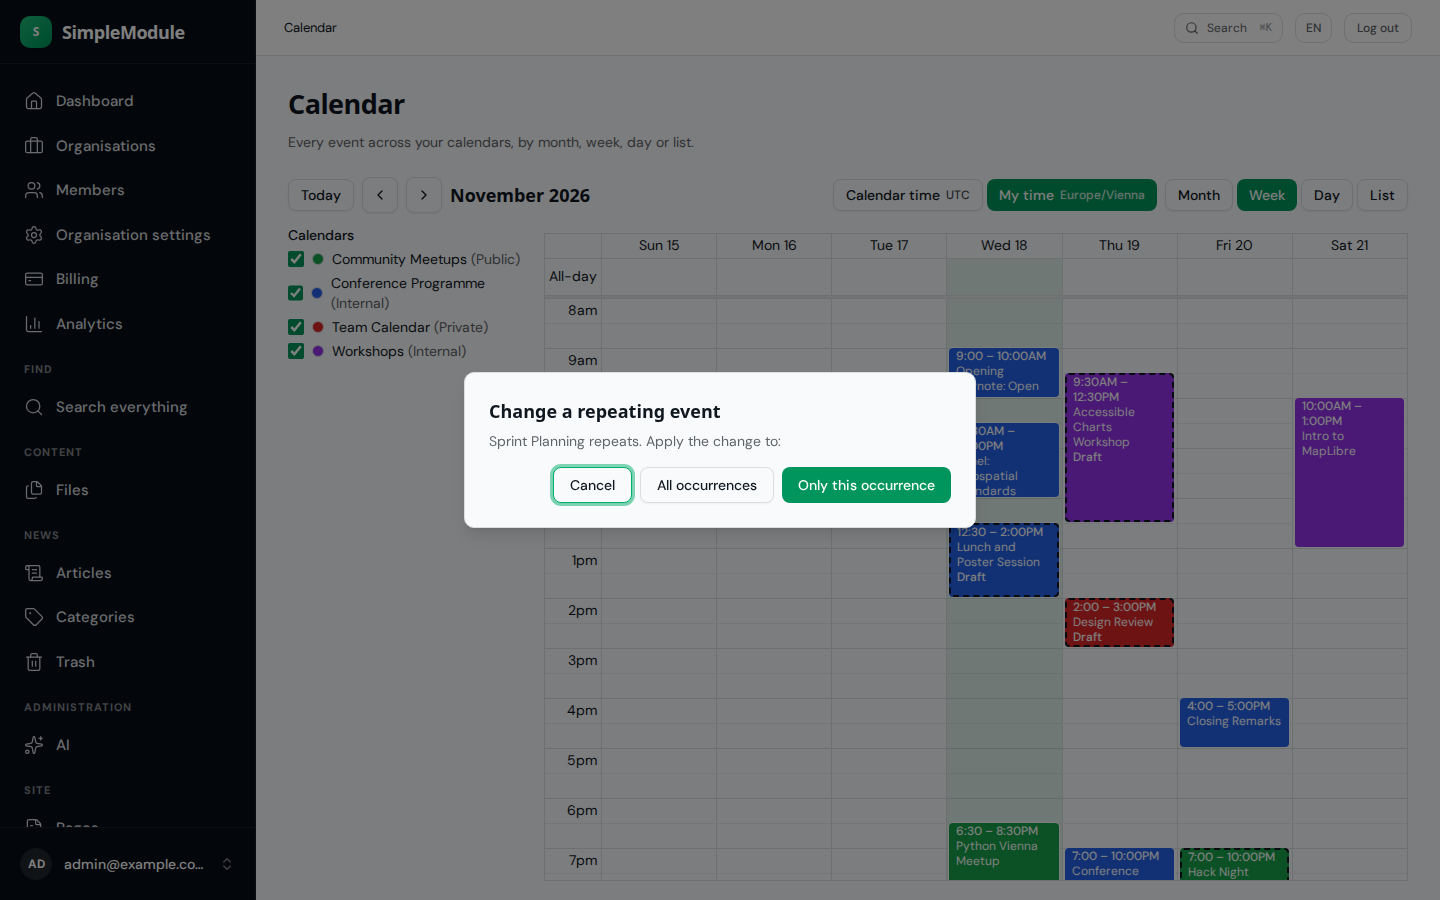 S SimpleModule
Dashboard
Organisations
Members
Organisation settings
Billing
Analytics
FIND
Search everything
CONTENT
Files
NEWS
Articles
Categories
Trash
ADMINISTRATION
AI
SITE
Pages
AD admin@example.co...
Calendar
Search ⌘K EN Log out
Calendar
Every event across your calendars, by month, week, day or list.
Today November 2026 Calendar time UTC My time Europe/Vienna Month Week Day List
Calendars
Community Meetups (Public)
Conference Programme
(Internal)
Team Calendar (Private)
Workshops (Internal)
Sun 15 Mon 16 Tue 17 Wed 18 Thu 19 Fri 20 Sat 21
All-day
8am
9am
1pm
2pm
3pm
4pm
5pm
6pm
7pm
9:00 – 10:00AM
Opening
note: Open
12:30 – 2:00PM
Lunch and
Poster Session
Draft
6:30 – 8:30PM
Python Vienna
Meetup
9:30AM –
12:30PM
Accessible
Charts
Workshop
Draft
2:00 – 3:00PM
Design Review
Draft
7:00 – 10:00PM
Conference
4:00 – 5:00PM
Closing Remarks
7:00 – 10:00PM
Hack Night
10:00AM –
1:00PM
Intro to
MapLibre
Change a repeating event
Sprint Planning repeats. Apply the change to:
Cancel All occurrences Only this occurrence